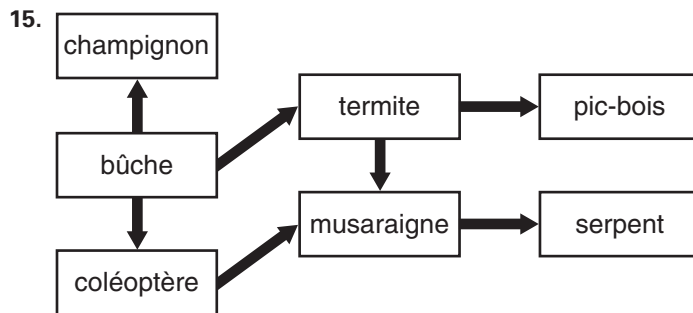 15.
champignon
termite
pic-bois
bûche
musaraigne
serpent
coléoptère